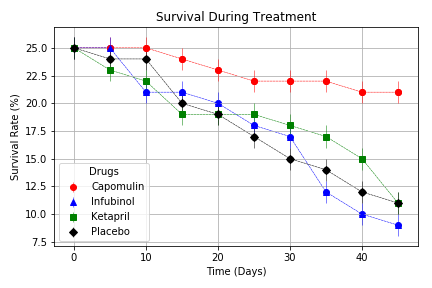 Survival During Treatment
Survival Rate (%)
25.0
22.5
20.0
17.5
15.0
12.5
10.0
7.5
Drugs
Capomulin
Infubinol
Ketapril
Placebo
0 10 20 30 40
Time (Days)